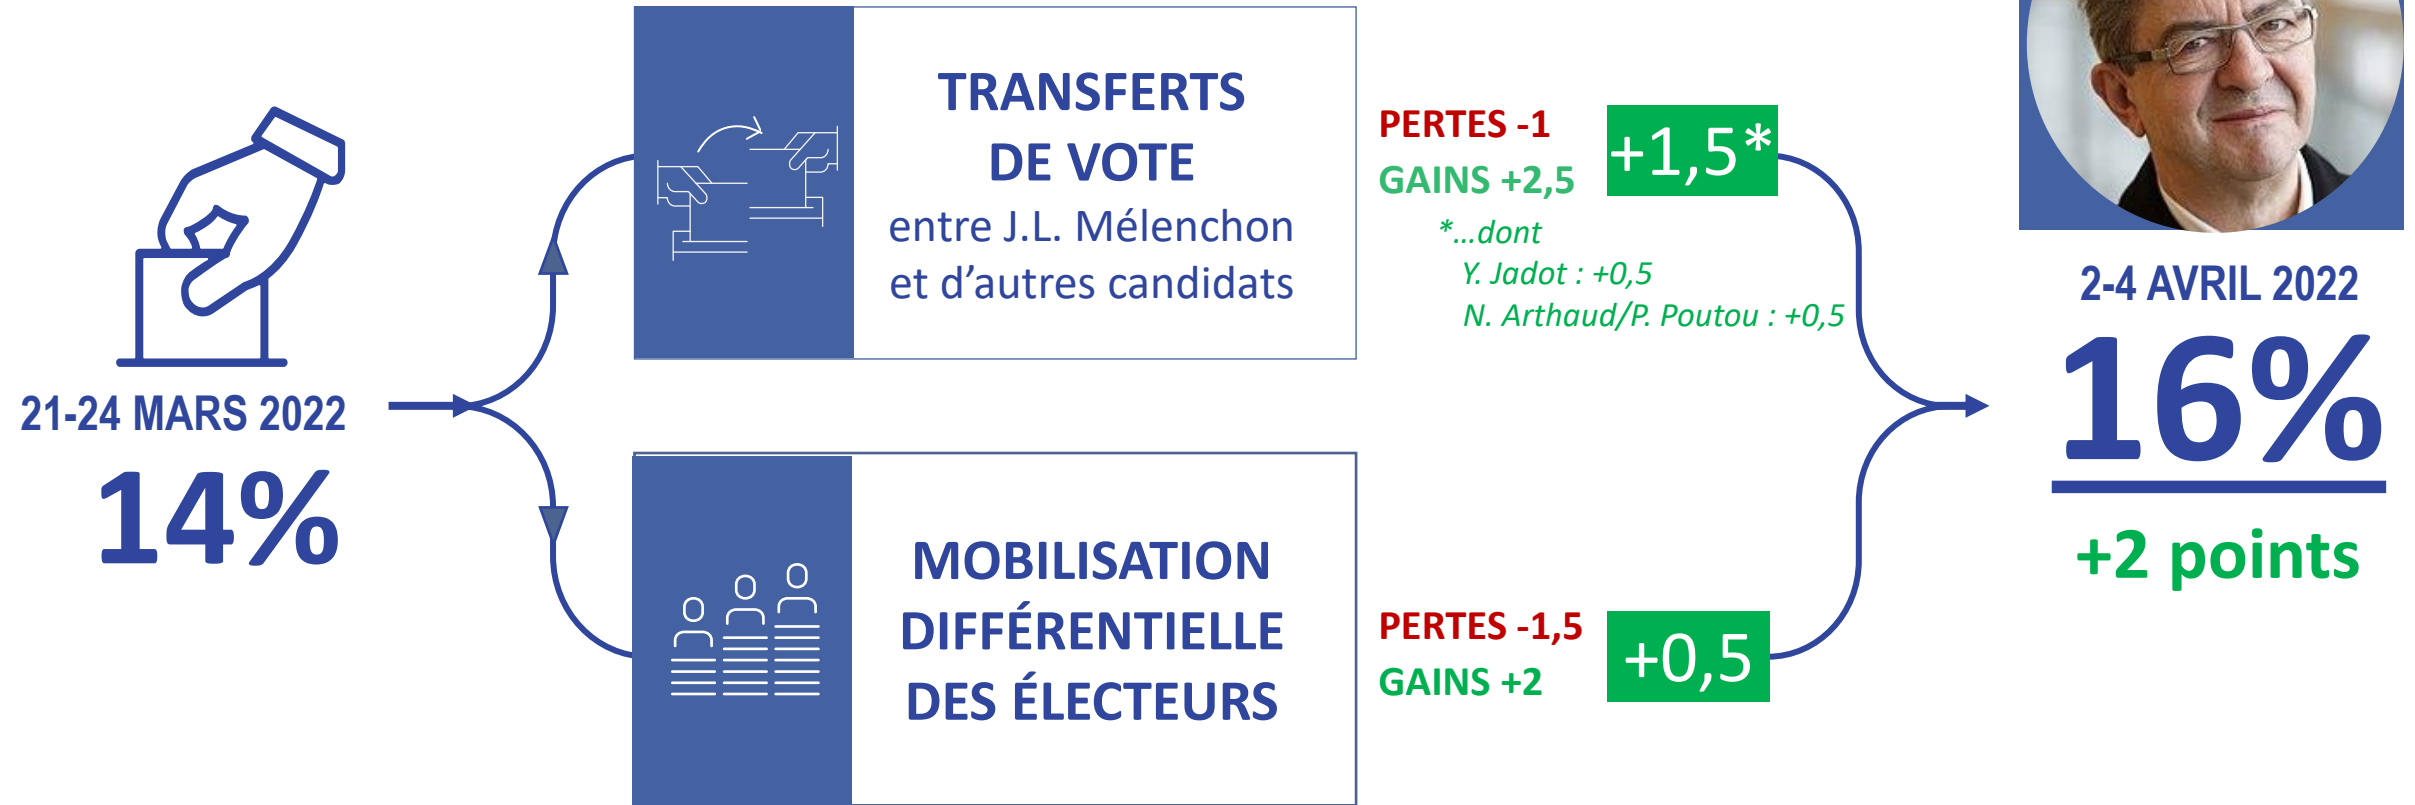 21-24 MARS 2022
14%
TRANSFERTS
DE VOTE
entre J.L. Mélenchon
et d’autres candidats
PERTES -1
GAINS +2,5
+1,5*
*...dont
Y. Jadot : +0,5
N. Arthaud/P. Poutou : +0,5
MOBILISATION
DIFFÉRENTIELLE
DES ÉLECTEURS
PERTES -1,5
GAINS +2
+0,5
2-4 AVRIL 2022
16%
+2 points